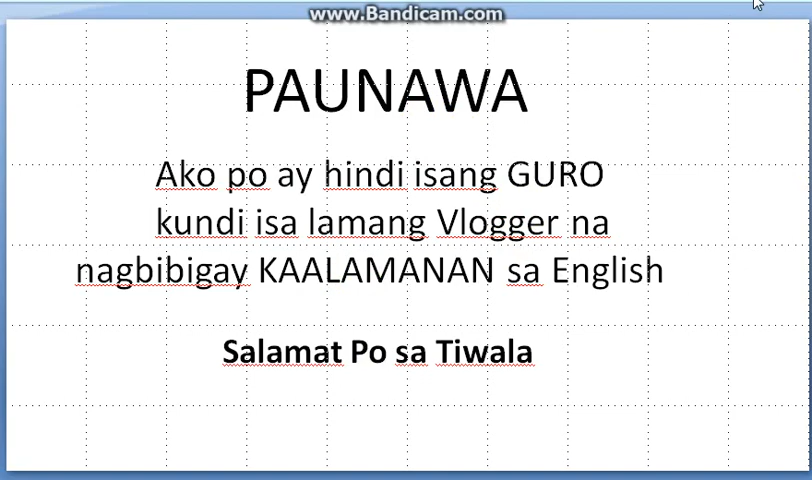 www.Bandicam.com
PAUNAWA
Ako po ay hindi isang GURO
kundi isa lamang Vlogger na
nagbibigay KAALAMANAN sa English
Salamat Po sa Tiwala